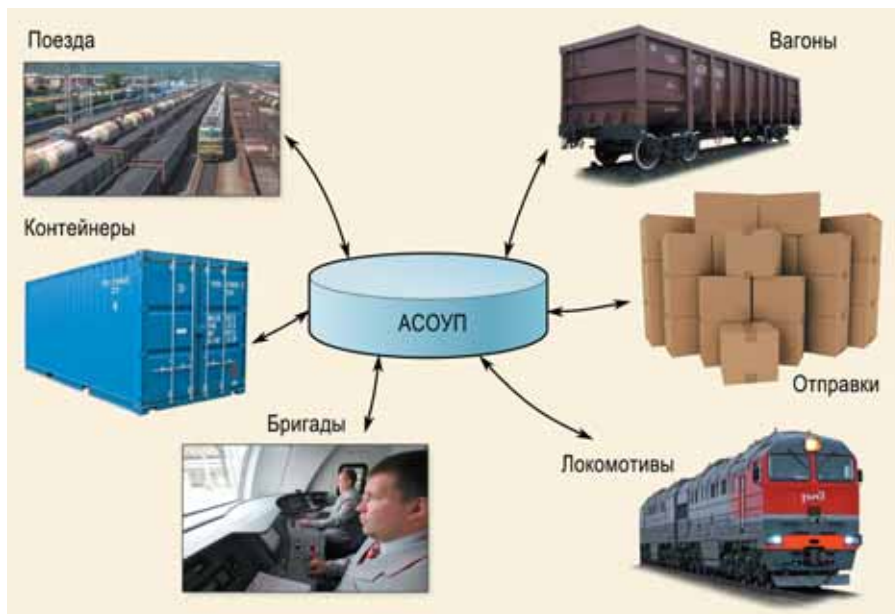 Поезда
Вагоны
Контейнеры
АСОУП
Отправки
Бригады
Локомотивы